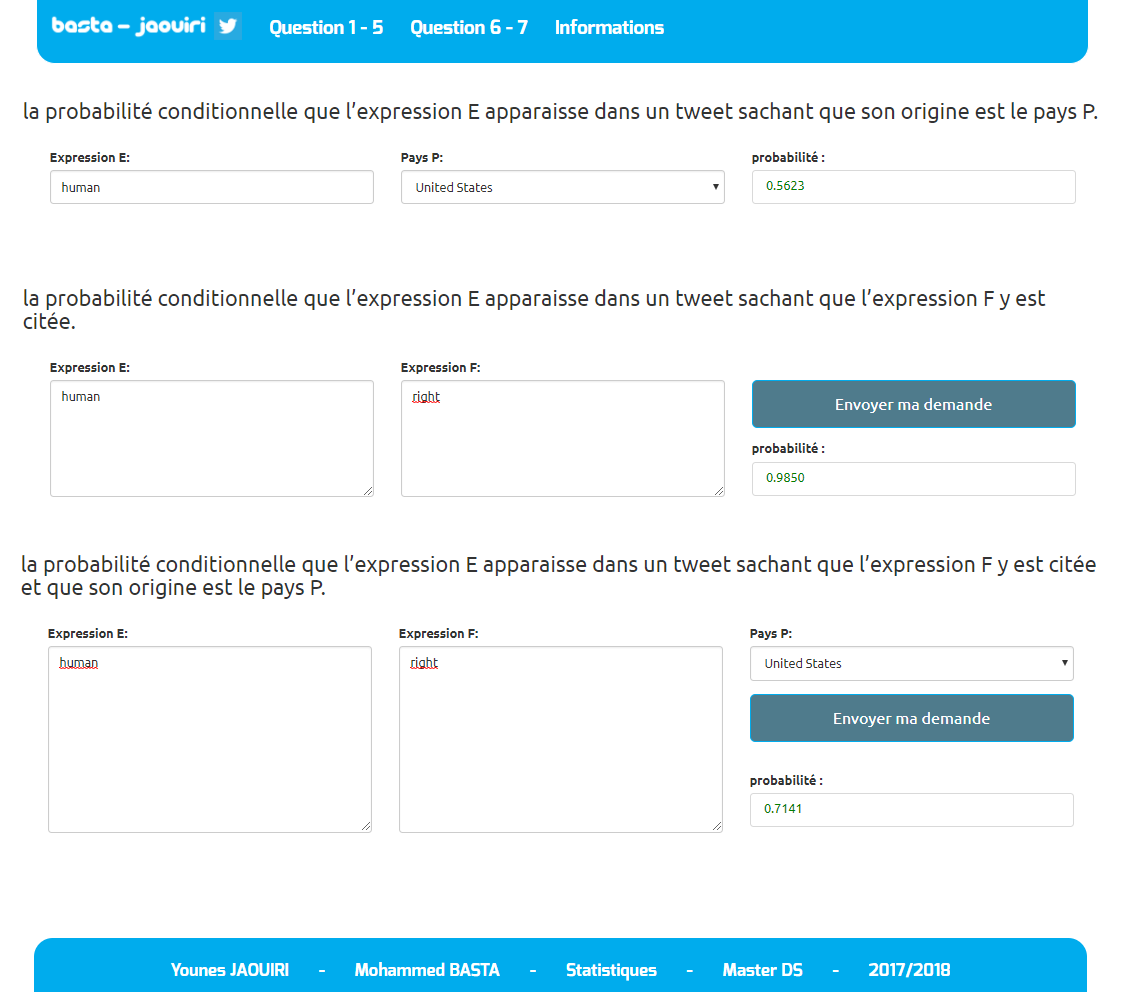 basta - jaouiri Question 1 - 5 Question 6 - 7 Informations
la probabilité conditionnelle que l’expression E apparaisse dans un tweet sachant que son origine est le pays P.
Expression E: Pays P: probabilité :
human United States 0.5623
la probabilité conditionnelle que l’expression E apparaisse dans un tweet sachant que l’expression F y est
citée.
Expression E: Expression F:
human right Envoyer ma demande
probabilité :
0.9850
la probabilité conditionnelle que l’expression E apparaisse dans un tweet sachant que l’expression F y est citée
et que son origine est le pays P.
Expression E: Expression F: Pays P:
human right United States
Envoyer ma demande
probabilité :
0.7141
Younes JAOUIRI - Mohammed BASTA - Statistiques - Master DS - 2017/2018